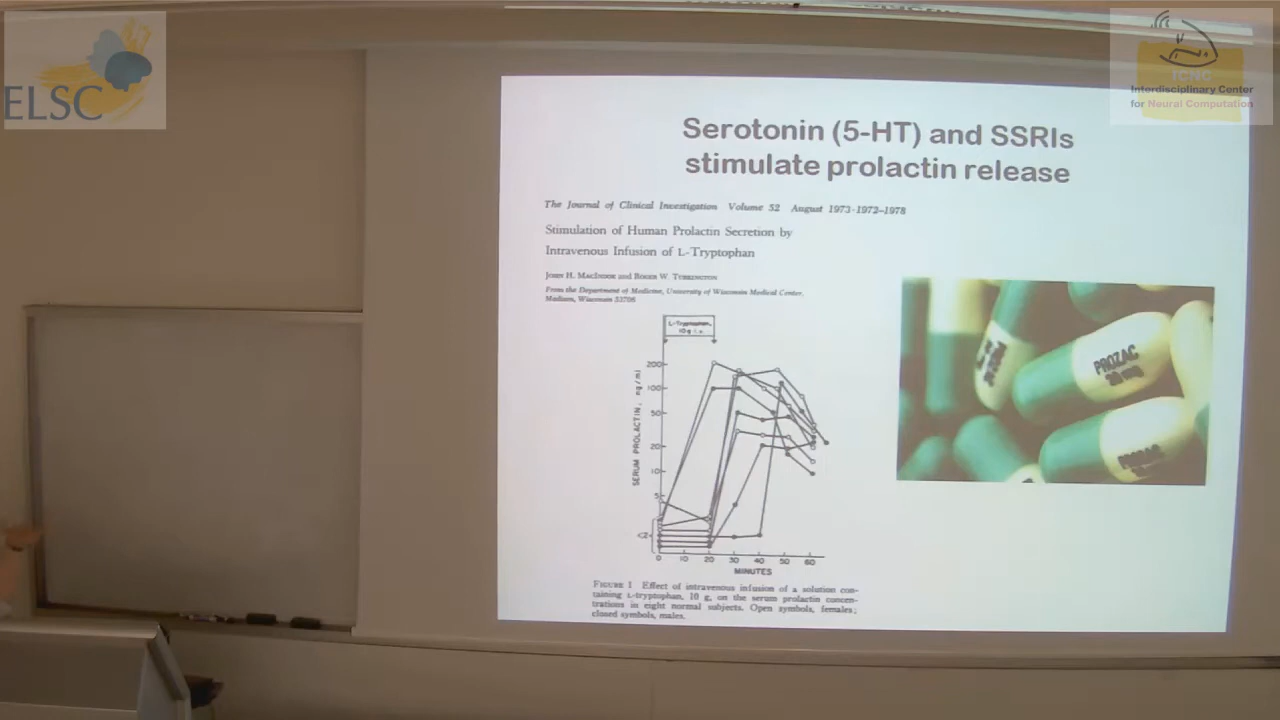 ELSC
ICNC
Interdisciplinary Center
for Neural Computation
Serotonin (5-HT) and SSRIs
stimulate prolactin release
The Journal of Clinical Investigation Volume 52 August 1973·1972–1978
Stimulation of Human Prolactin Secretion by
Intravenous Infusion of L-Tryptophan
John H. MacIndoe and Roger W. Turkington
From the Department of Medicine, University of Wisconsin Medical Center,
Madison, Wisconsin 53706
L-Tryptophan,
10 g i.v.
SERUM PROLACTIN, ng/ml
200
100
50
20
10
5
<2
0 10 20 30 40 50 60
MINUTES
PROZAC
20 mg
PROZAC
Figure 1 Effect of intravenous infusion of a solution con-
taining L-tryptophan, 10 g, on the serum prolactin concen-
trations in eight normal subjects. Open symbols, females;
closed symbols, males.